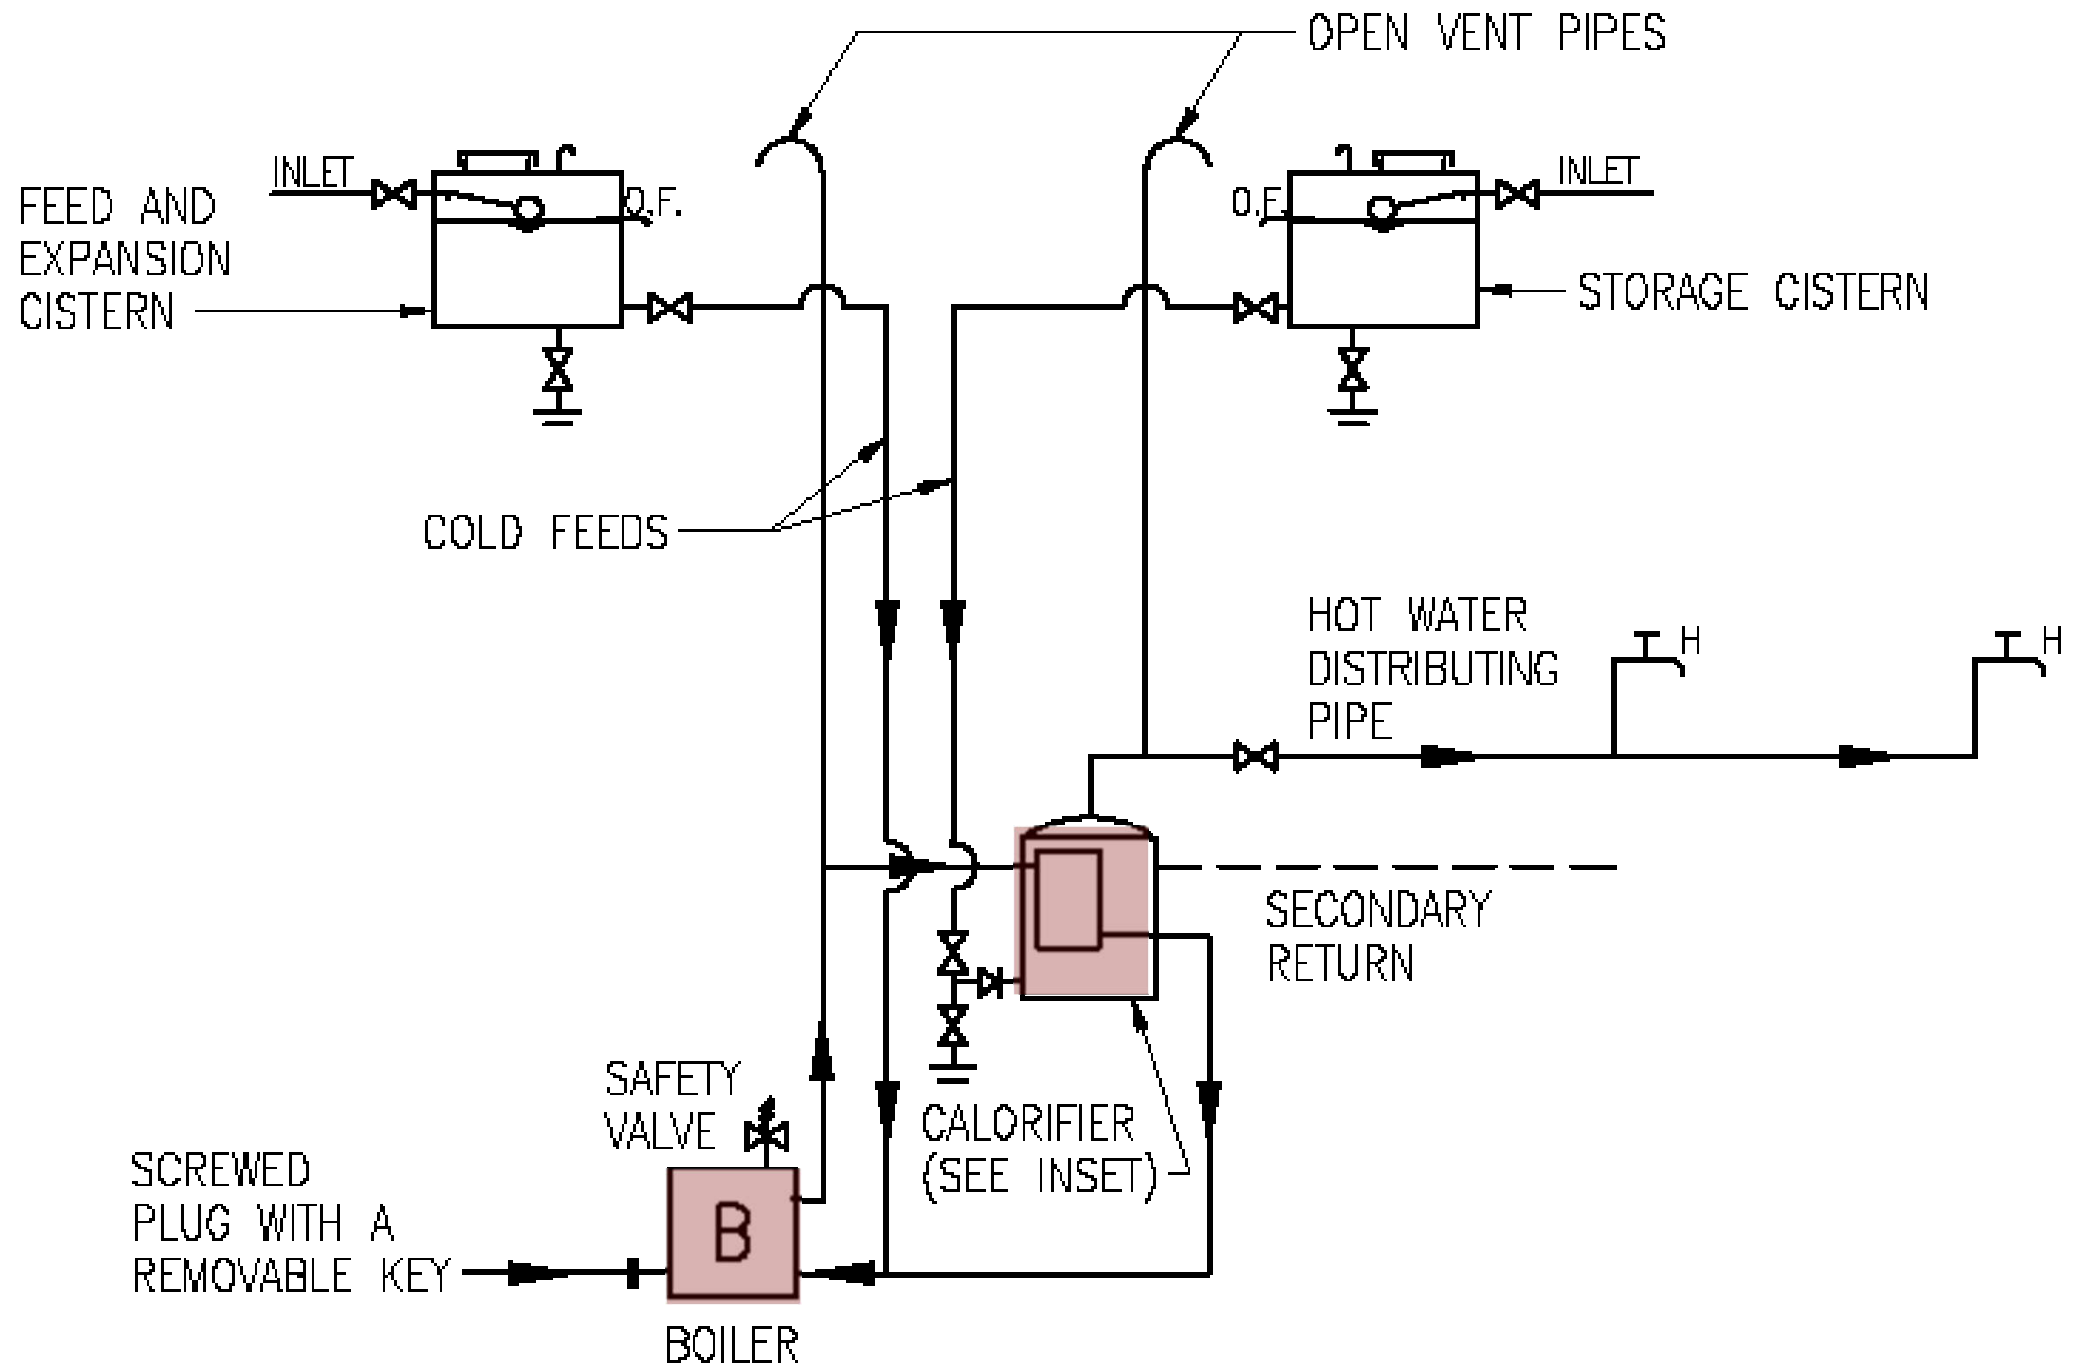 OPEN VENT PIPES
INLET
INLET
FEED AND
EXPANSION
CISTERN
O.F.
O.F.
STORAGE CISTERN
COLD FEEDS
HOT WATER
DISTRIBUTING
PIPE
H
H
SECONDARY
RETURN
SAFETY
VALVE
CALORIFIER
(SEE INSET)
SCREWED
PLUG WITH A
REMOVABLE KEY
B
BOILER